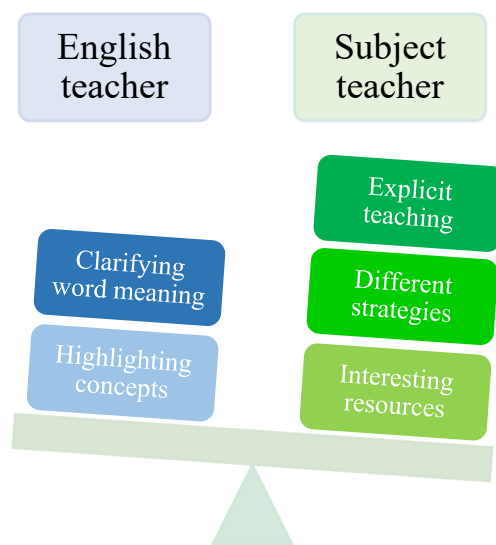 English
teacher
Subject
teacher
Explicit
teaching
Clarifying
word meaning
Different
strategies
Highlighting
concepts
Interesting
resources